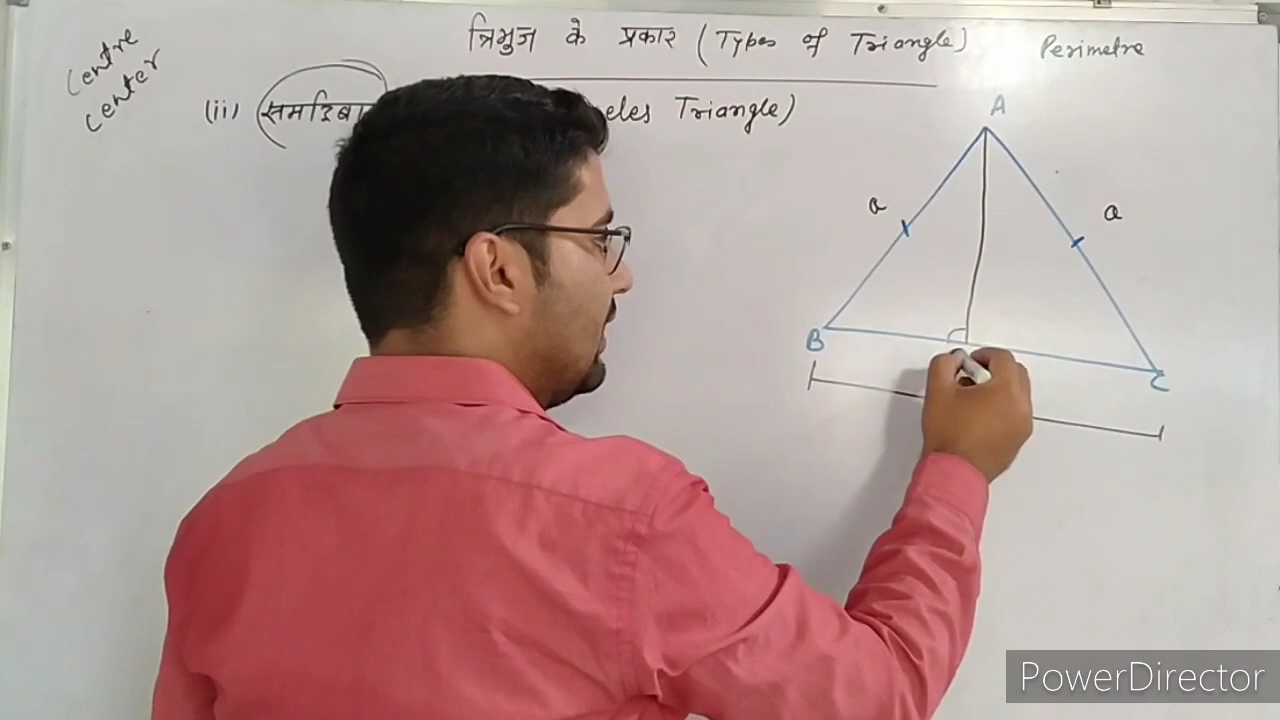 Centre
Center
त्रिभुज के प्रकार (Types of Triangle)
Perimetre
(ii) eles Triangle)
A
a
a
B
C
PowerDirector